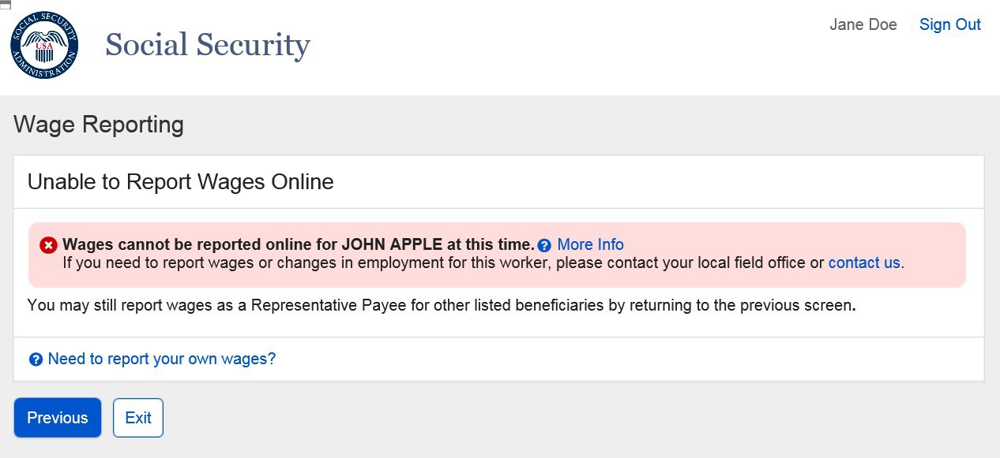 SOCIAL SECURITY
USA
ADMINISTRATION
Social Security
Jane Doe Sign Out
Wage Reporting
Unable to Report Wages Online
Wages cannot be reported online for JOHN APPLE at this time. ? More Info
If you need to report wages or changes in employment for this worker, please contact your local field office or contact us.
You may still report wages as a Representative Payee for other listed beneficiaries by returning to the previous screen.
? Need to report your own wages?
Previous Exit